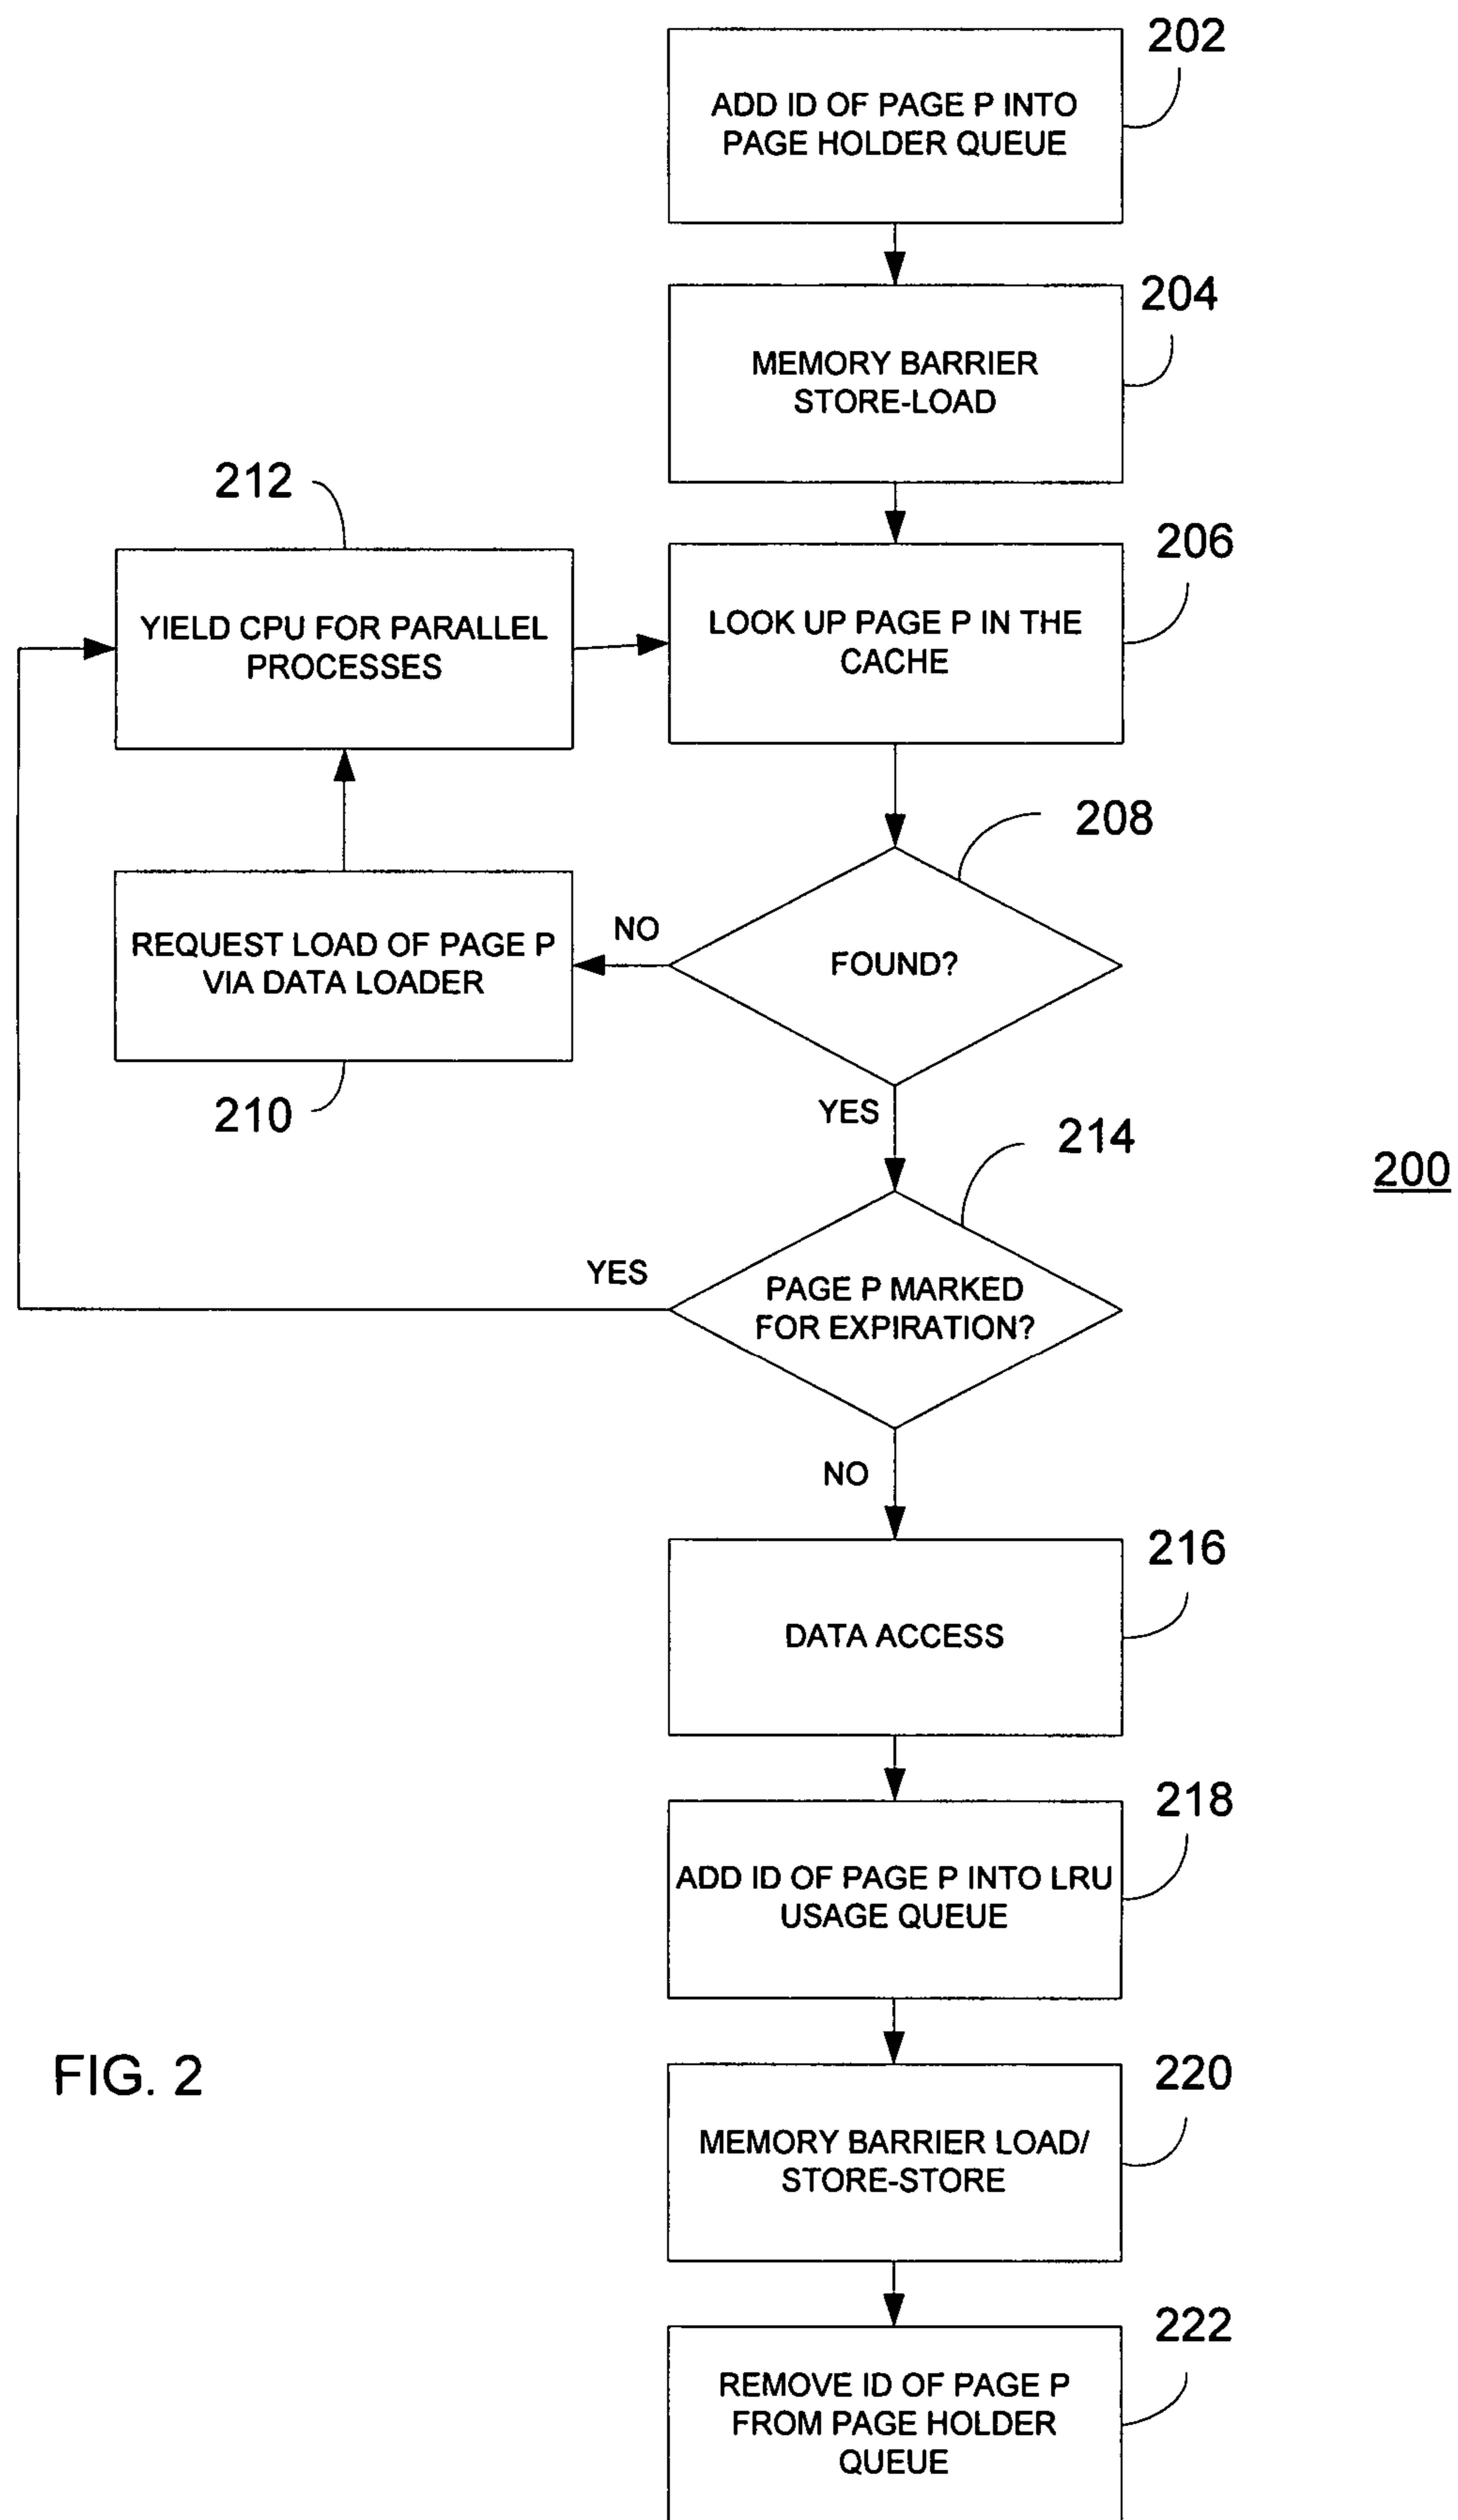 202
ADD ID OF PAGE P INTO
PAGE HOLDER QUEUE
204
MEMORY BARRIER
STORE-LOAD
212
206
YIELD CPU FOR PARALLEL
PROCESSES
LOOK UP PAGE P IN THE
CACHE
208
NO
REQUEST LOAD OF PAGE P
VIA DATA LOADER
FOUND?
210
YES
214
200
YES
PAGE P MARKED
FOR EXPIRATION?
NO
216
DATA ACCESS
218
ADD ID OF PAGE P INTO LRU
USAGE QUEUE
FIG. 2
220
MEMORY BARRIER LOAD/
STORE-STORE
222
REMOVE ID OF PAGE P
FROM PAGE HOLDER
QUEUE